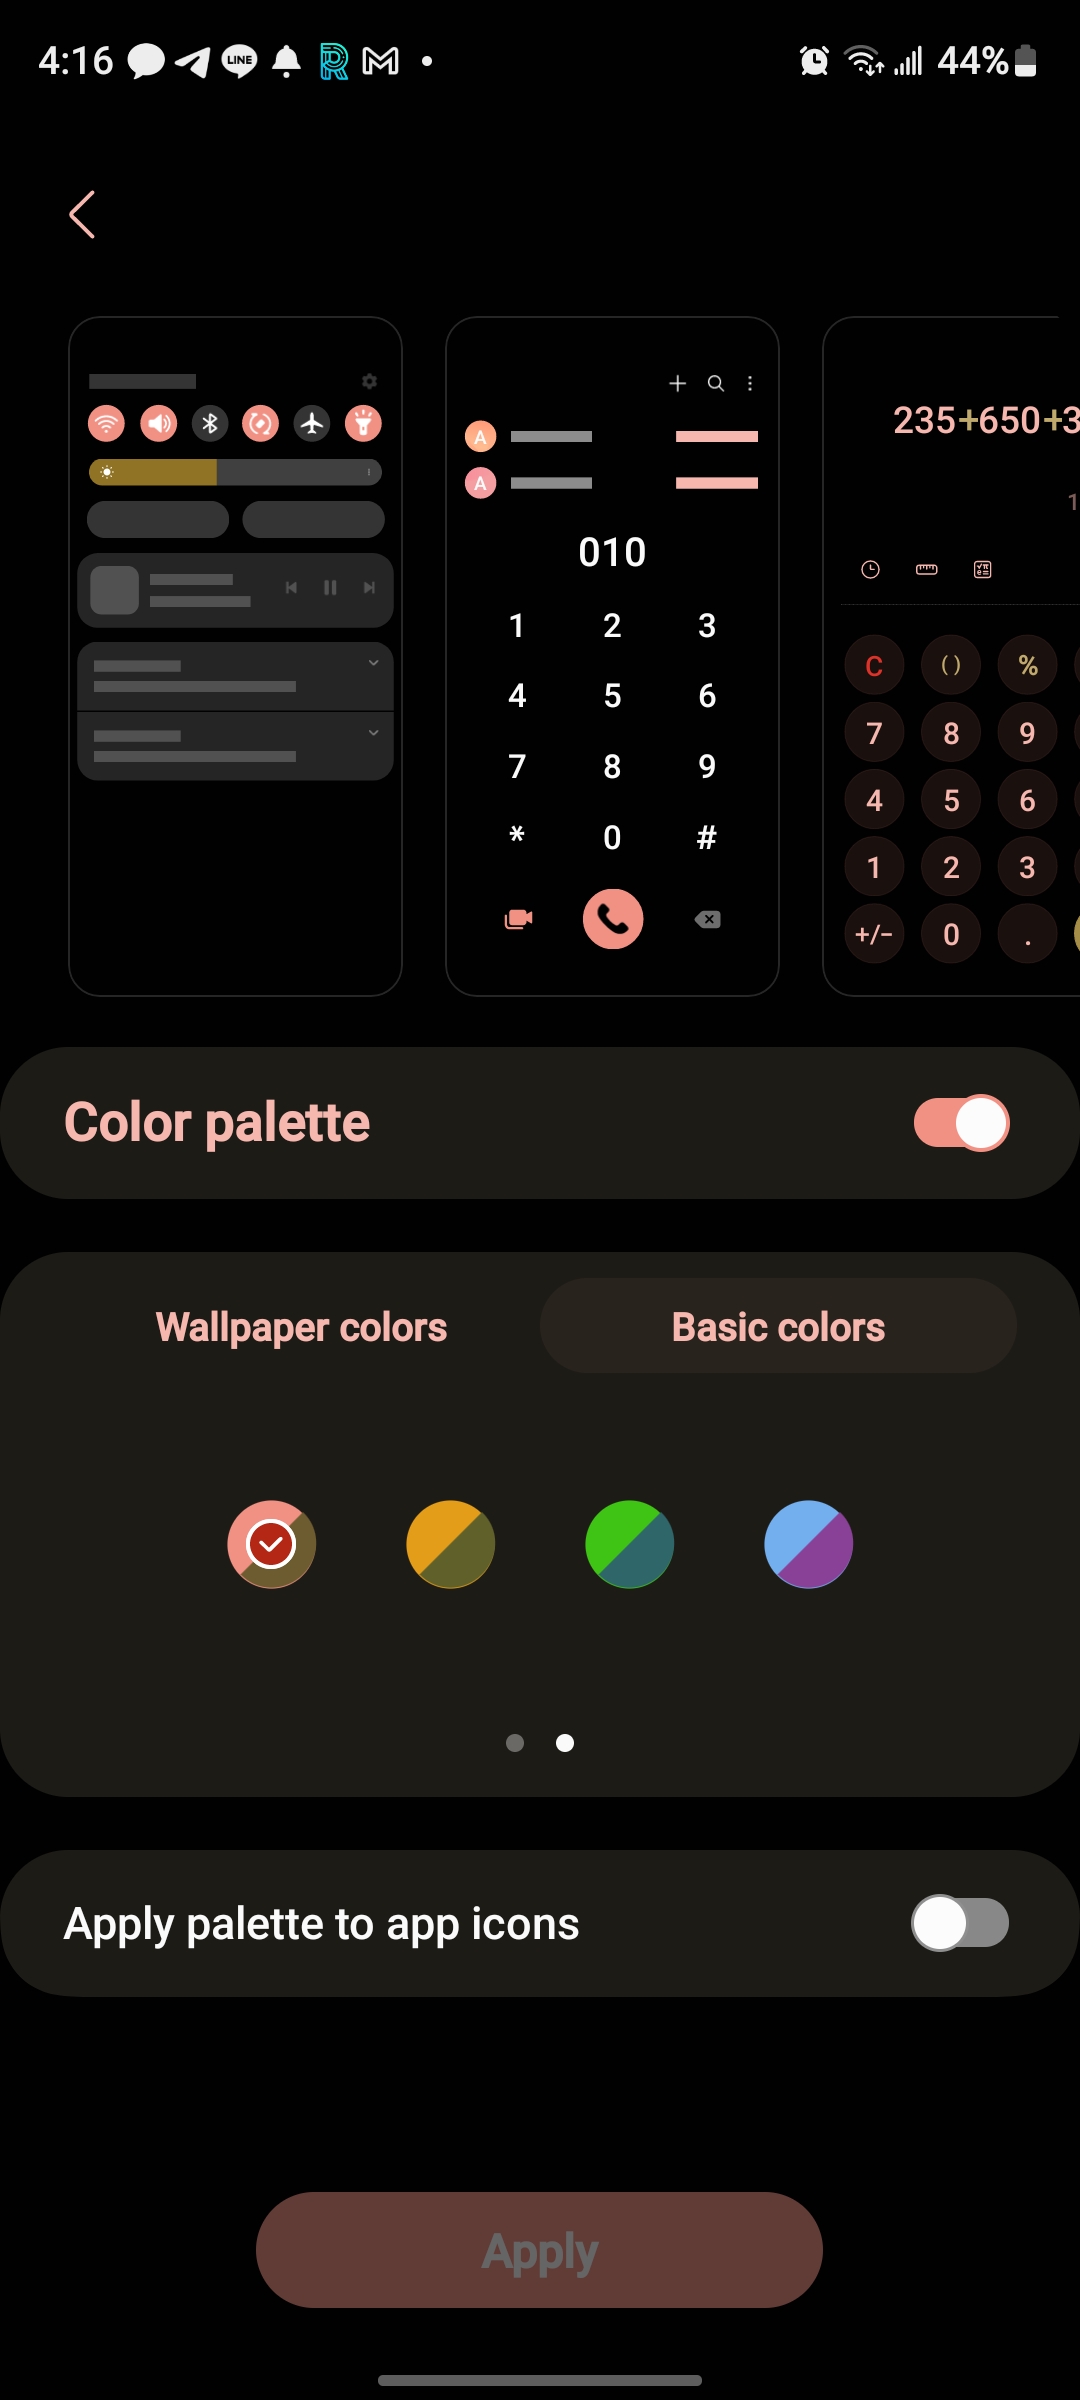 4:16 LINE 44%
A
A
010
1 2 3
4 5 6
7 8 9
* 0 #
235+650+3
1
C ( ) %
7 8 9
4 5 6
1 2 3
+/− 0 .
Color palette
Wallpaper colors Basic colors
Apply palette to app icons
Apply